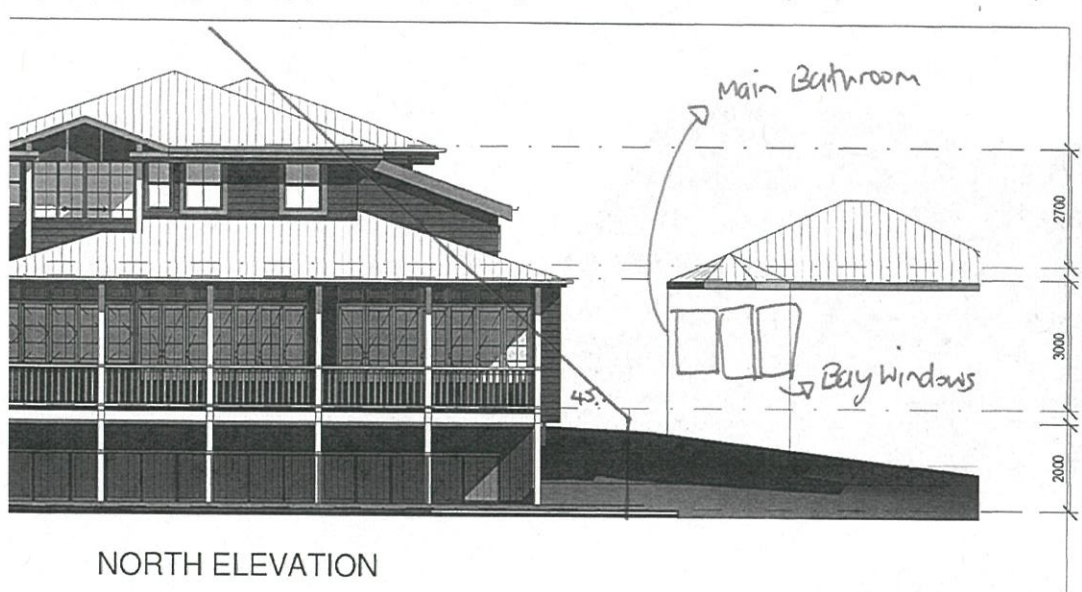 Main Bathroom
2700
3000
45°
Bay Windows
2000
NORTH ELEVATION